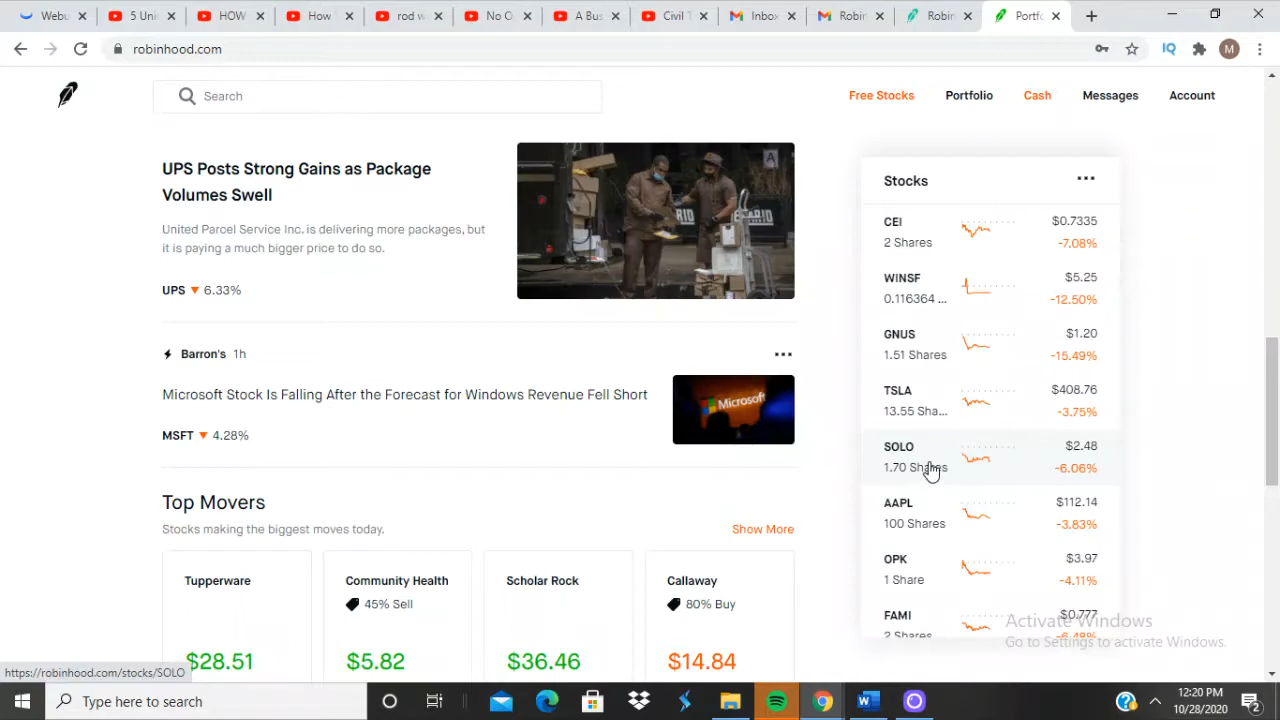 Webu
5 Uni
HOW
How
rod w
No O
A Bus
Civil T
Inbox
Robin
Robin
Portfo
robinhood.com
IQ
M
Search
Free Stocks
Portfolio
Cash
Messages
Account
UPS Posts Strong Gains as Package
Volumes Swell
United Parcel Service Inc. is delivering more packages, but
it is paying a much bigger price to do so.
UPS 6.33%
A
Barron's 1h
Microsoft Stock Is Falling After the Forecast for Windows Revenue Fell Short
Microsoft
MSFT 4.28%
Top Movers
Stocks making the biggest moves today.
Show More
Tupperware
$28.51
Community Health
45% Sell
$5.82
Scholar Rock
$36.46
Callaway
80% Buy
$14.84
Stocks
CEI $0.7335
2 Shares -7.08%
WINSF $5.25
0.116364 ... -12.50%
GNUS $1.20
1.51 Shares -15.49%
TSLA $408.76
13.55 Sha... -3.75%
SOLO $2.48
1.70 Shares -6.06%
AAPL $112.14
100 Shares -3.83%
OPK $3.97
1 Share -4.11%
FAMI $0.777
2 Shares -6.48%
Activate Windows
Go to Settings to activate Windows.
https://robinhood.com/stocks/SOLO
Type here to search
12:20 PM
10/28/2020
2